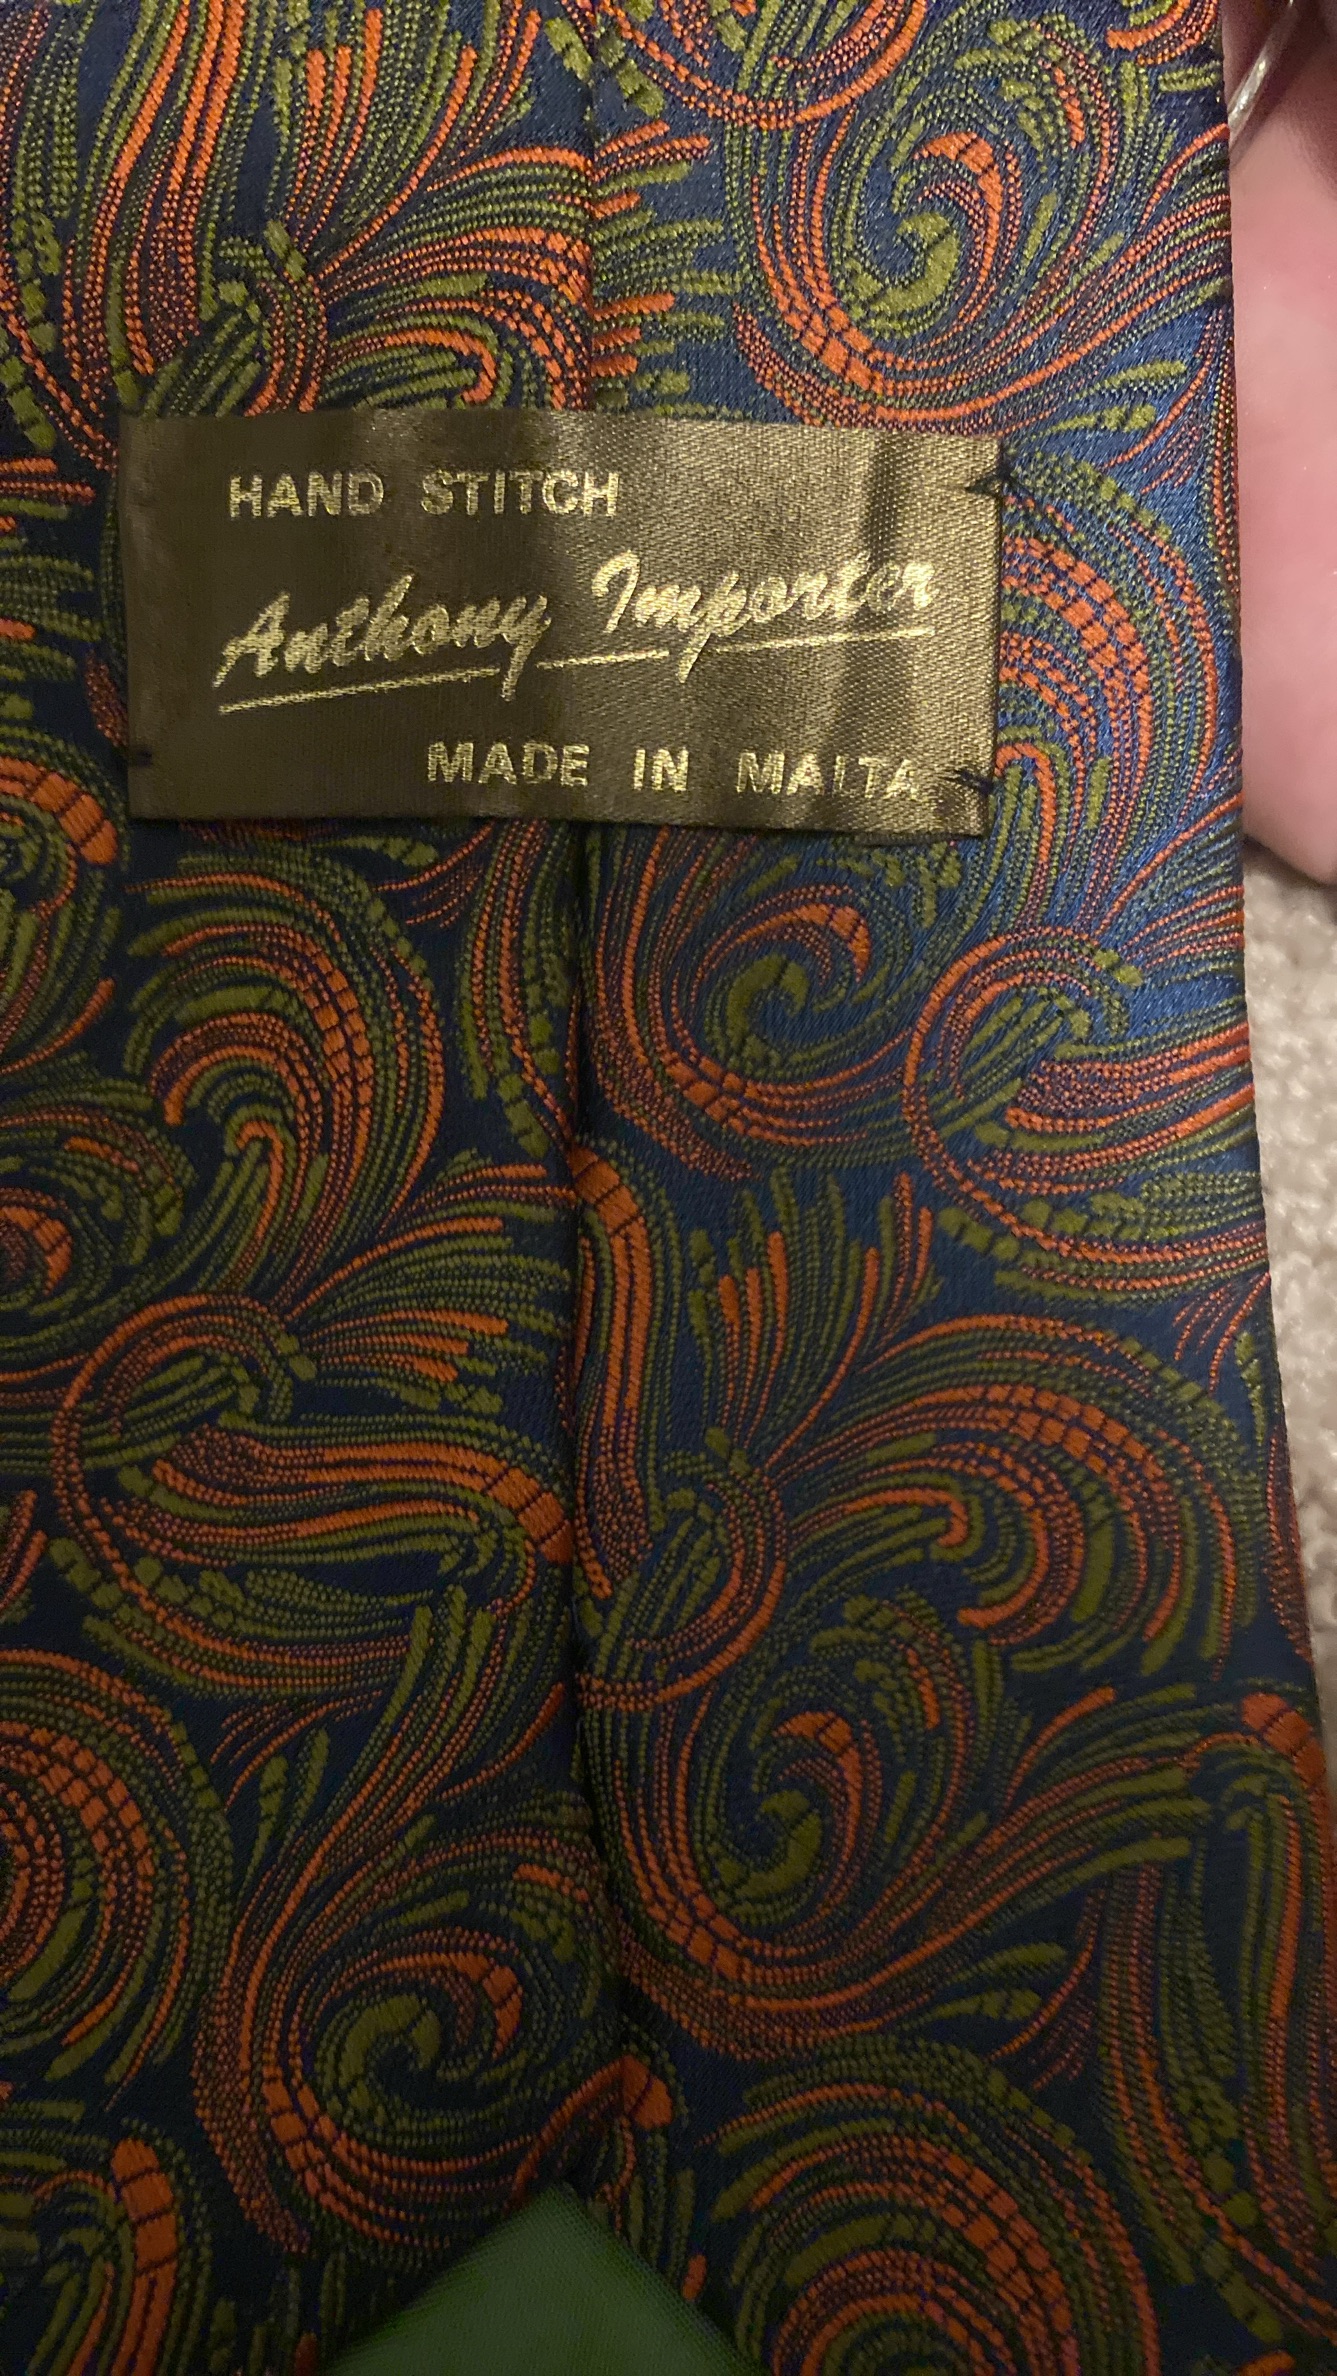 HAND STITCH
Anthony Importer
MADE IN MALTA